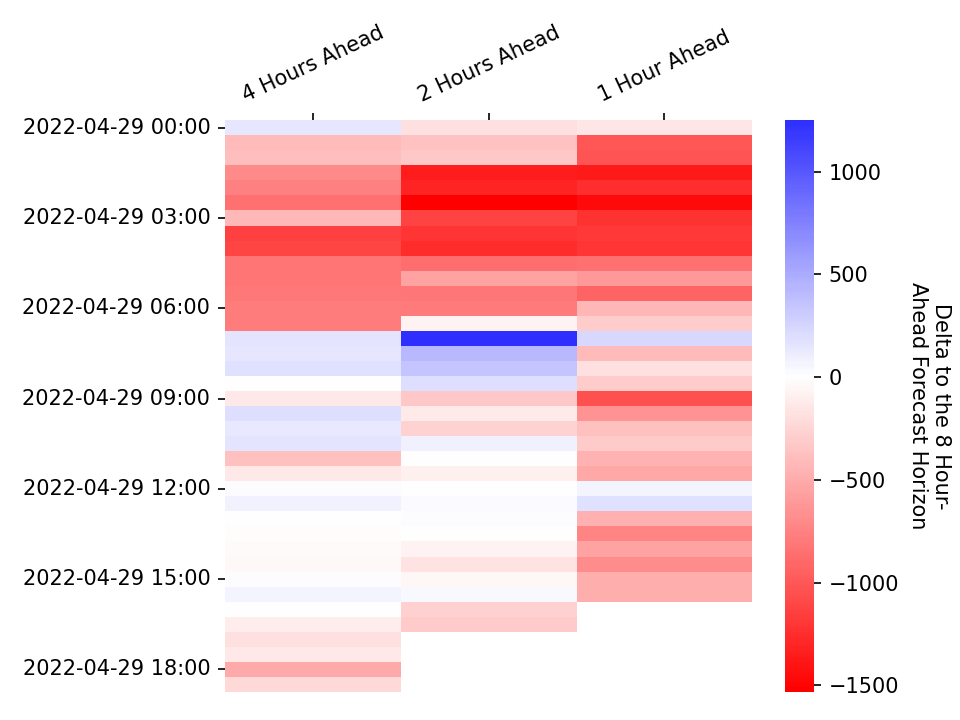 4 Hours Ahead
2 Hours Ahead
1 Hour Ahead
2022-04-29 00:00
2022-04-29 03:00
2022-04-29 06:00
2022-04-29 09:00
2022-04-29 12:00
2022-04-29 15:00
2022-04-29 18:00
1000
500
0
−500
−1000
−1500
Delta to the 8 Hour-
Ahead Forecast Horizon